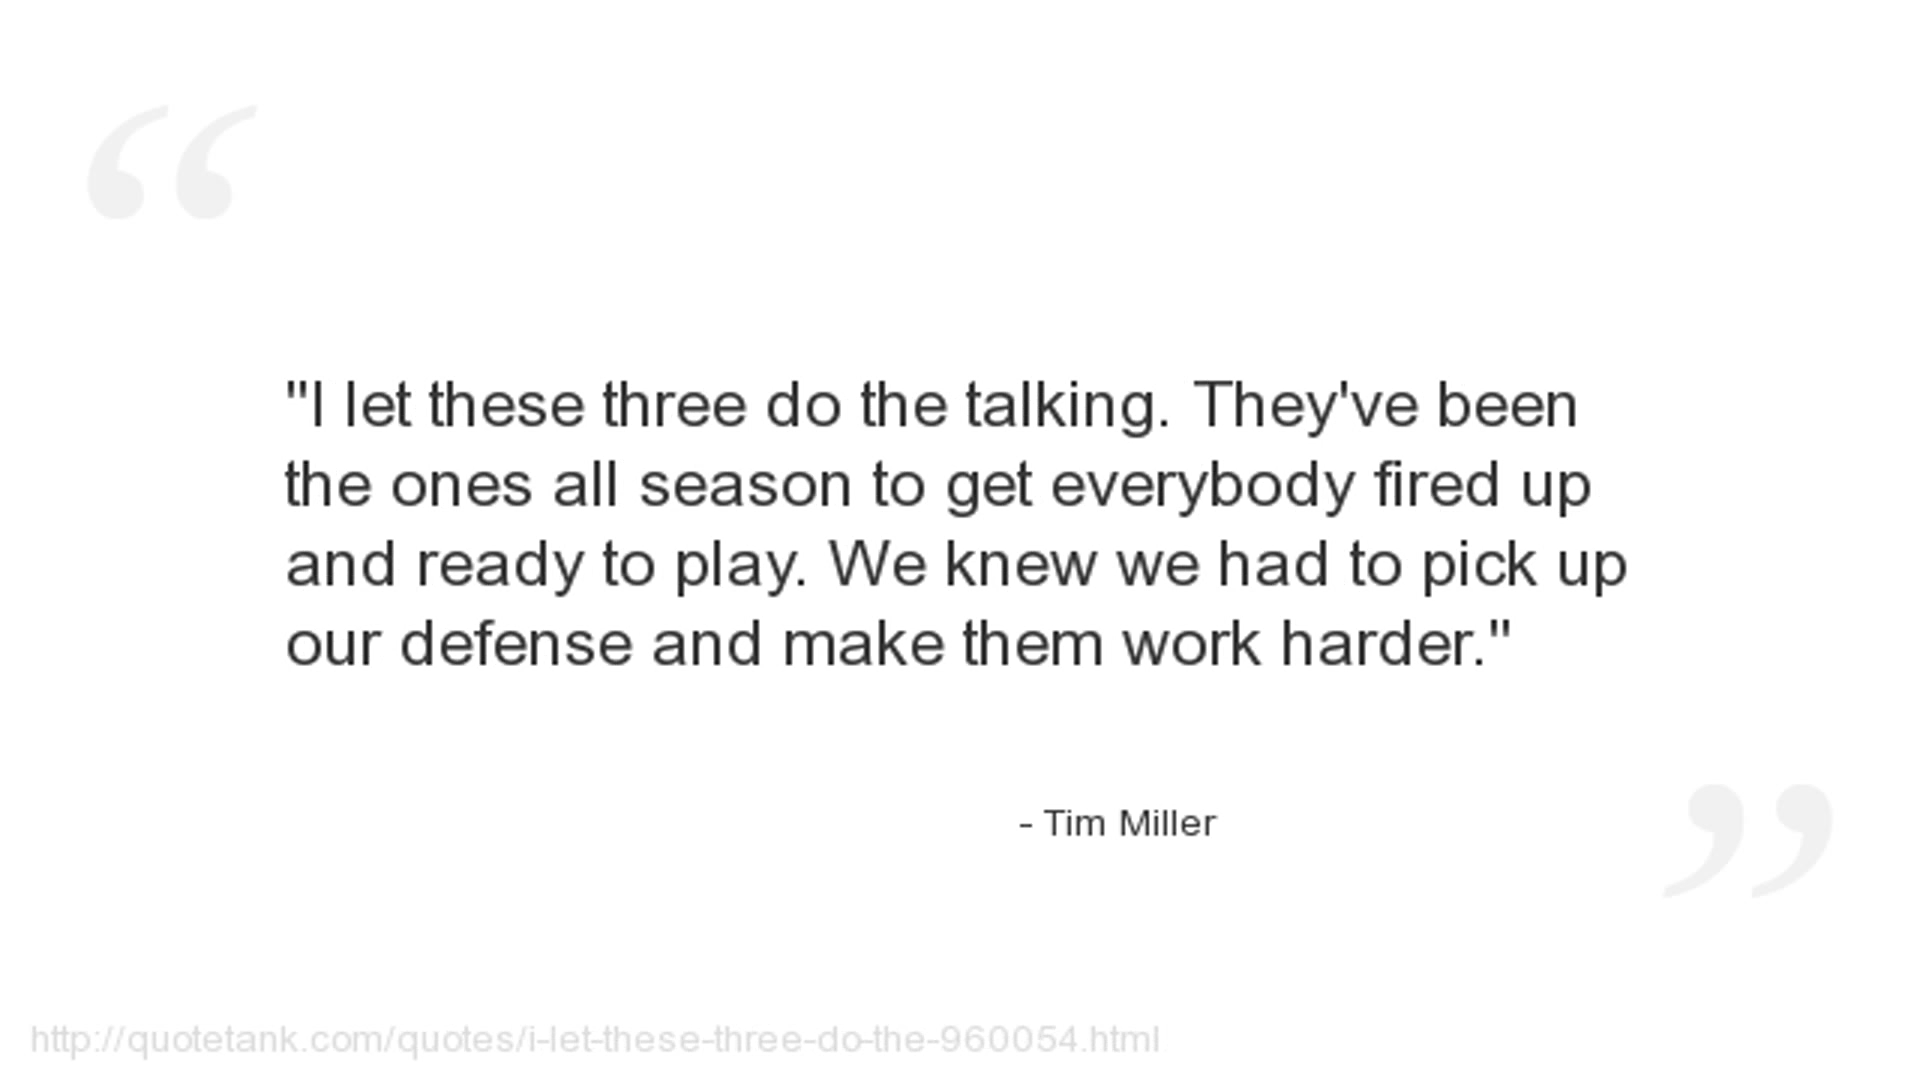 "I let these three do the talking. They've been
the ones all season to get everybody fired up
and ready to play. We knew we had to pick up
our defense and make them work harder."
- Tim Miller
http://quotetank.com/quotes/i-let-these-three-do-the-960054.html